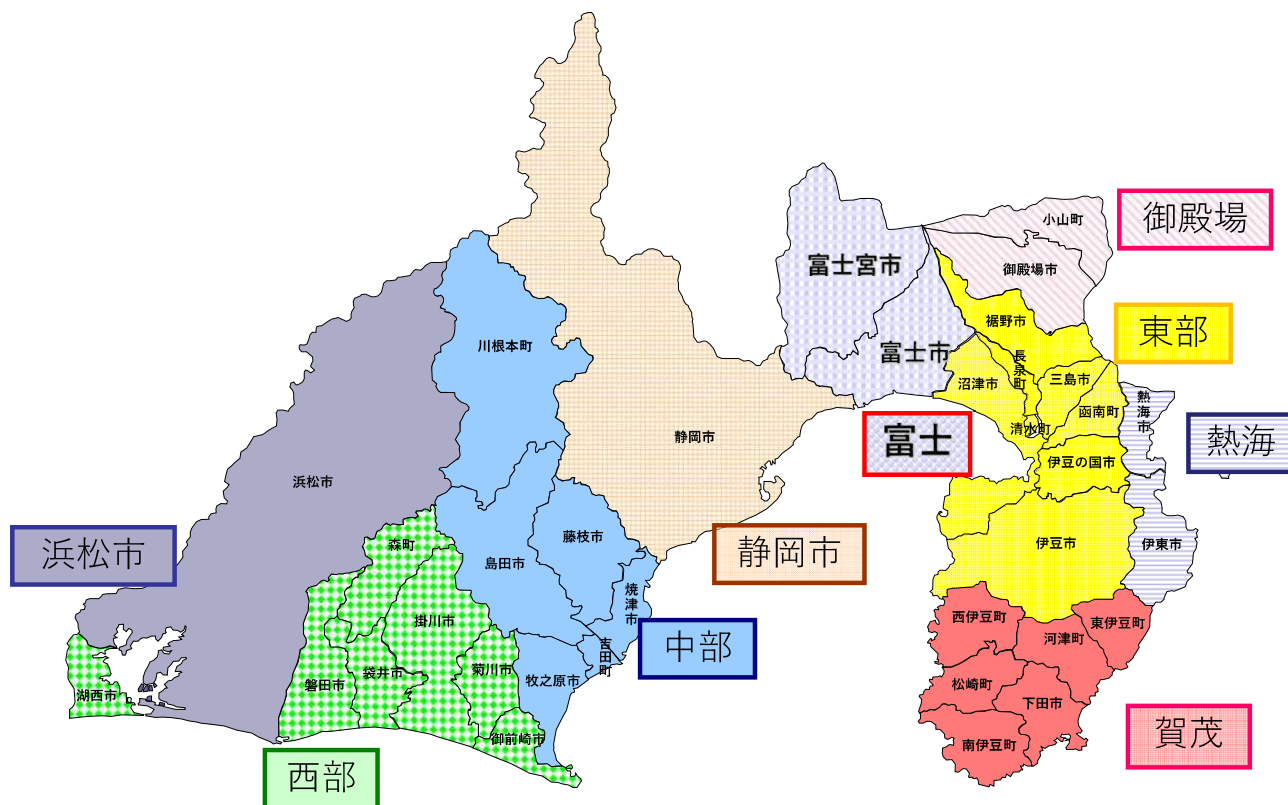 小山町
御殿場
富士宮市
御殿場市
裾野市
東部
川根本町
富士市
長泉町
沼津市
三島市
熱海市
函南町
静岡市
清水町
富士
熱海
伊豆の国市
浜松市
浜松市
森町
藤枝市
静岡市
伊豆市
伊東市
島田市
焼津市
掛川市
西伊豆町
東伊豆町
河津町
中部
吉田町
菊川市
袋井市
牧之原市
磐田市
松崎町
湖西市
下田市
賀茂
御前崎市
南伊豆町
西部